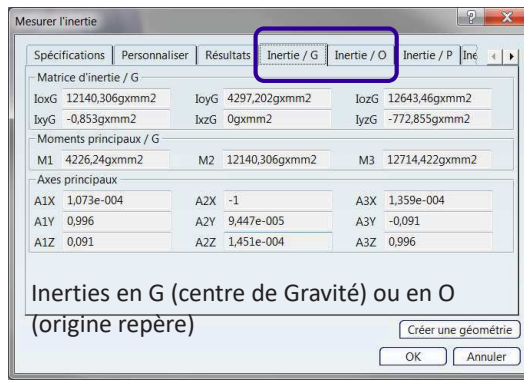 Mesurer l'inertie
Spécifications Personnaliser Résultats Inertie / G Inertie / O Inertie / P Ine
Matrice d'inertie / G
IoxG 12140,306gxmm2 IoyG 4297,202gxmm2 IozG 12643,46gxmm2
IxyG -0,853gxmm2 IxzG 0gxmm2 IyzG -772,855gxmm2
Moments principaux / G
M1 4226,24gxmm2 M2 12140,306gxmm2 M3 12714,422gxmm2
Axes principaux
A1X 1,073e-004 A2X -1 A3X 1,359e-004
A1Y 0,996 A2Y 9,447e-005 A3Y -0,091
A1Z 0,091 A2Z 1,451e-004 A3Z 0,996
Inerties en G (centre de Gravité) ou en O
(origine repère)
Créer une géométrie
OK Annuler